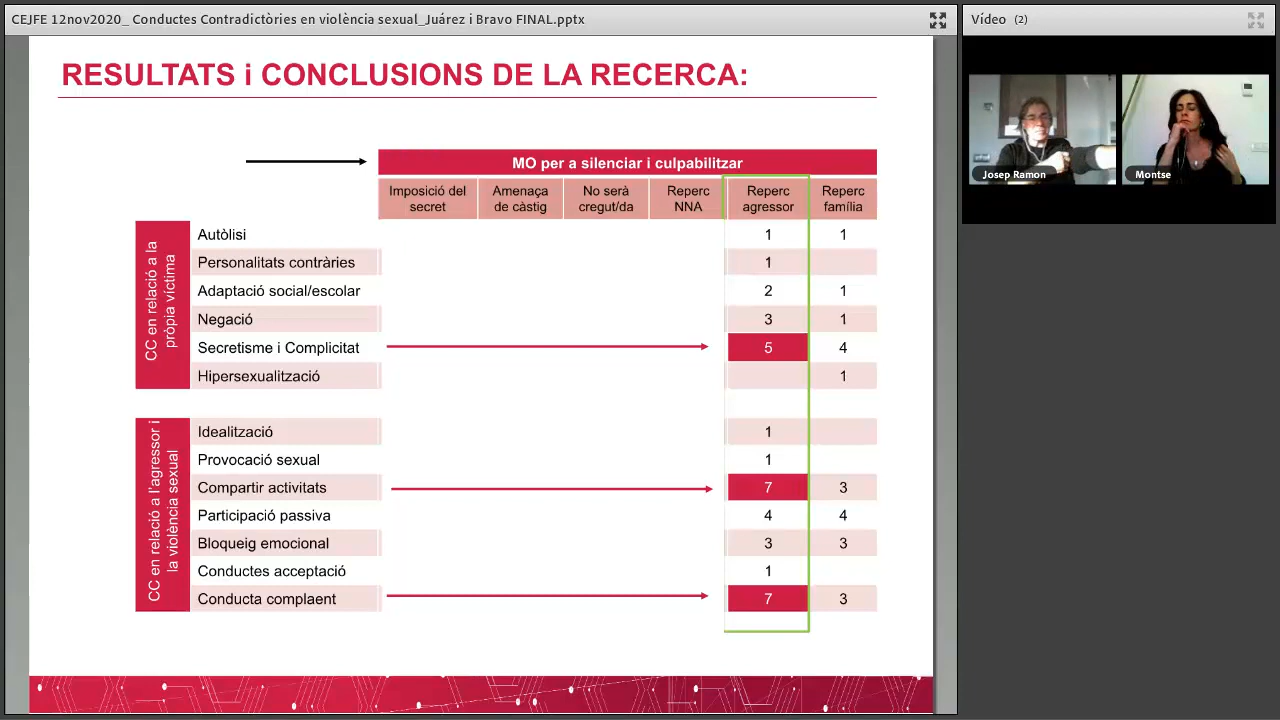 CEJFE 12nov2020_ Conductes Contradictòries en violència sexual_Juárez i Bravo FINAL.pptx
Vídeo (2)
RESULTATS i CONCLUSIONS DE LA RECERCA:
MO per a silenciar i culpabilitzar
Imposició del secret
Amenaça de càstig
No serà cregut/da
Reperc NNA
Reperc agressor
Reperc família
CC en relació a la pròpia víctima
Autòlisi 1 1
Personalitats contràries 1
Adaptació social/escolar 2 1
Negació 3 1
Secretisme i Complicitat 5 4
Hipersexualització 1
CC en relació a l'agressor i la violència sexual
Idealització 1
Provocació sexual 1
Compartir activitats 7 3
Participació passiva 4 4
Bloqueig emocional 3 3
Conductes acceptació 1
Conducta complaent 7 3
Josep Ramon
Montse